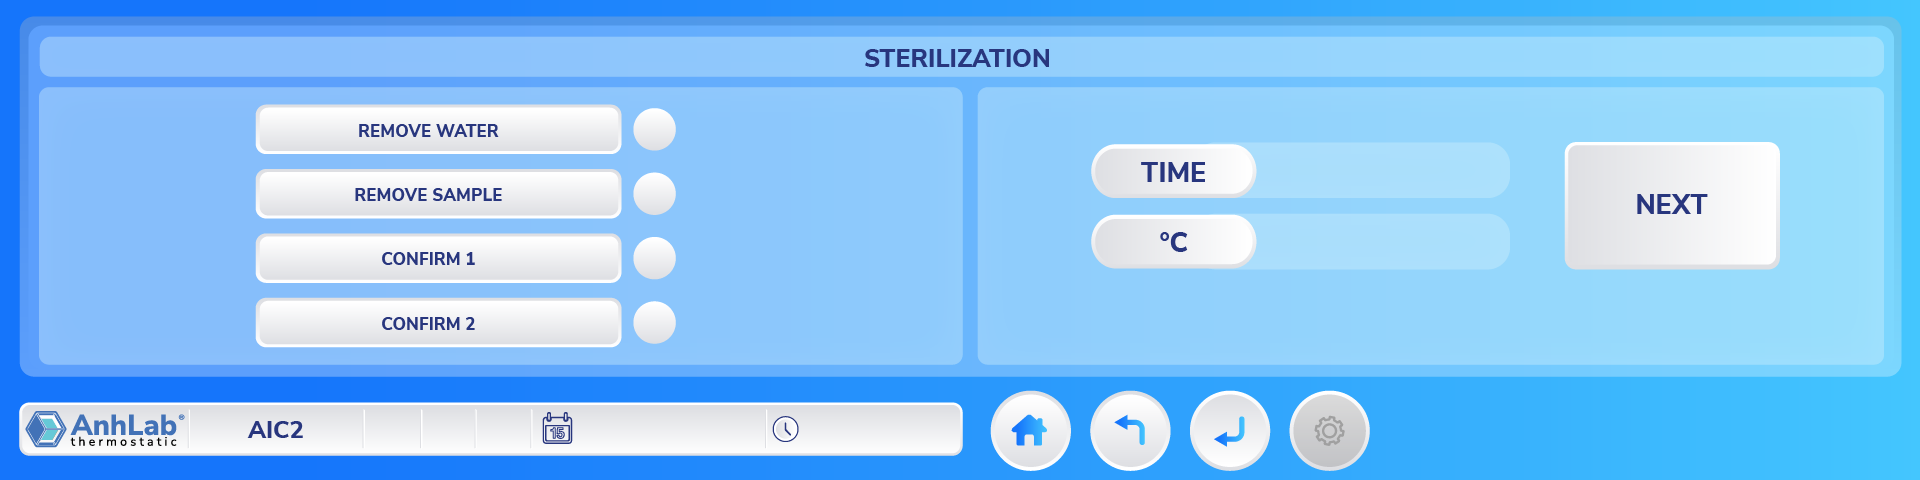 STERILIZATION
REMOVE WATER
REMOVE SAMPLE
CONFIRM 1
CONFIRM 2
TIME
°C
NEXT
AnhLab®
thermostatic
AIC2
15